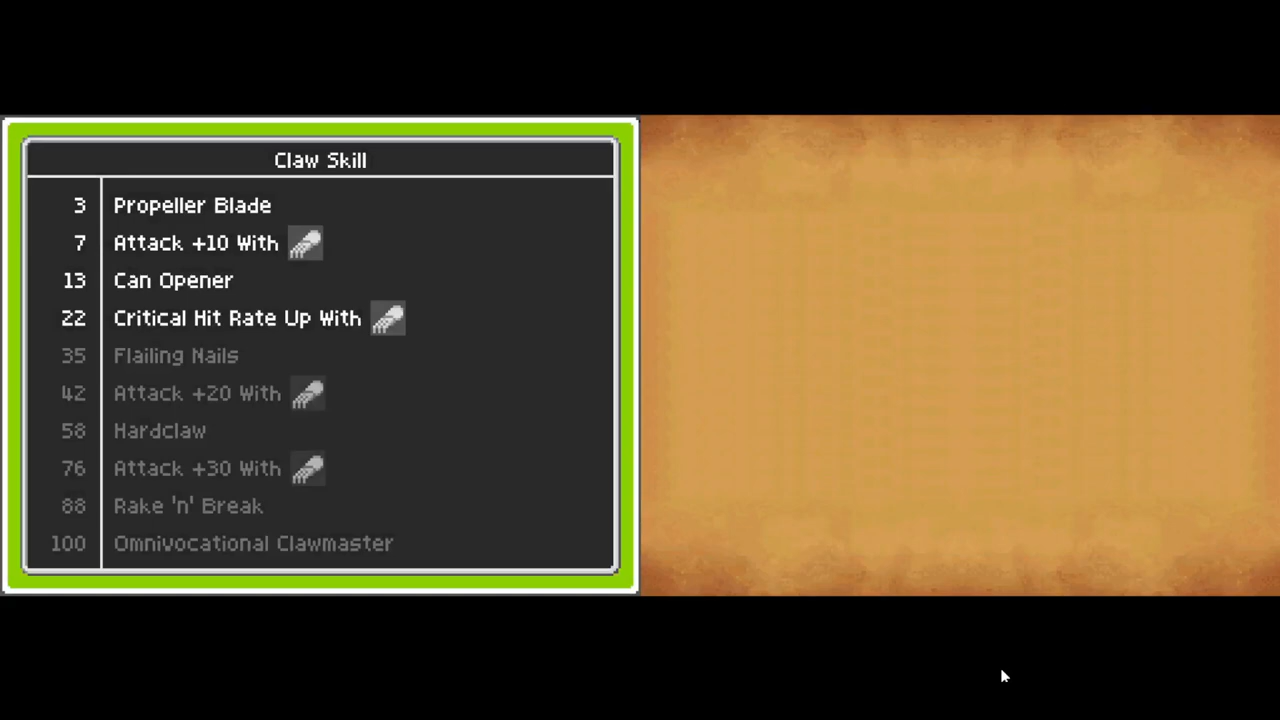 Claw Skill
3 Propeller Blade
7 Attack +10 With
13 Can Opener
22 Critical Hit Rate Up With
35 Flailing Nails
42 Attack +20 With
58 Hardclaw
76 Attack +30 With
88 Rake 'n' Break
100 Omnivocational Clawmaster